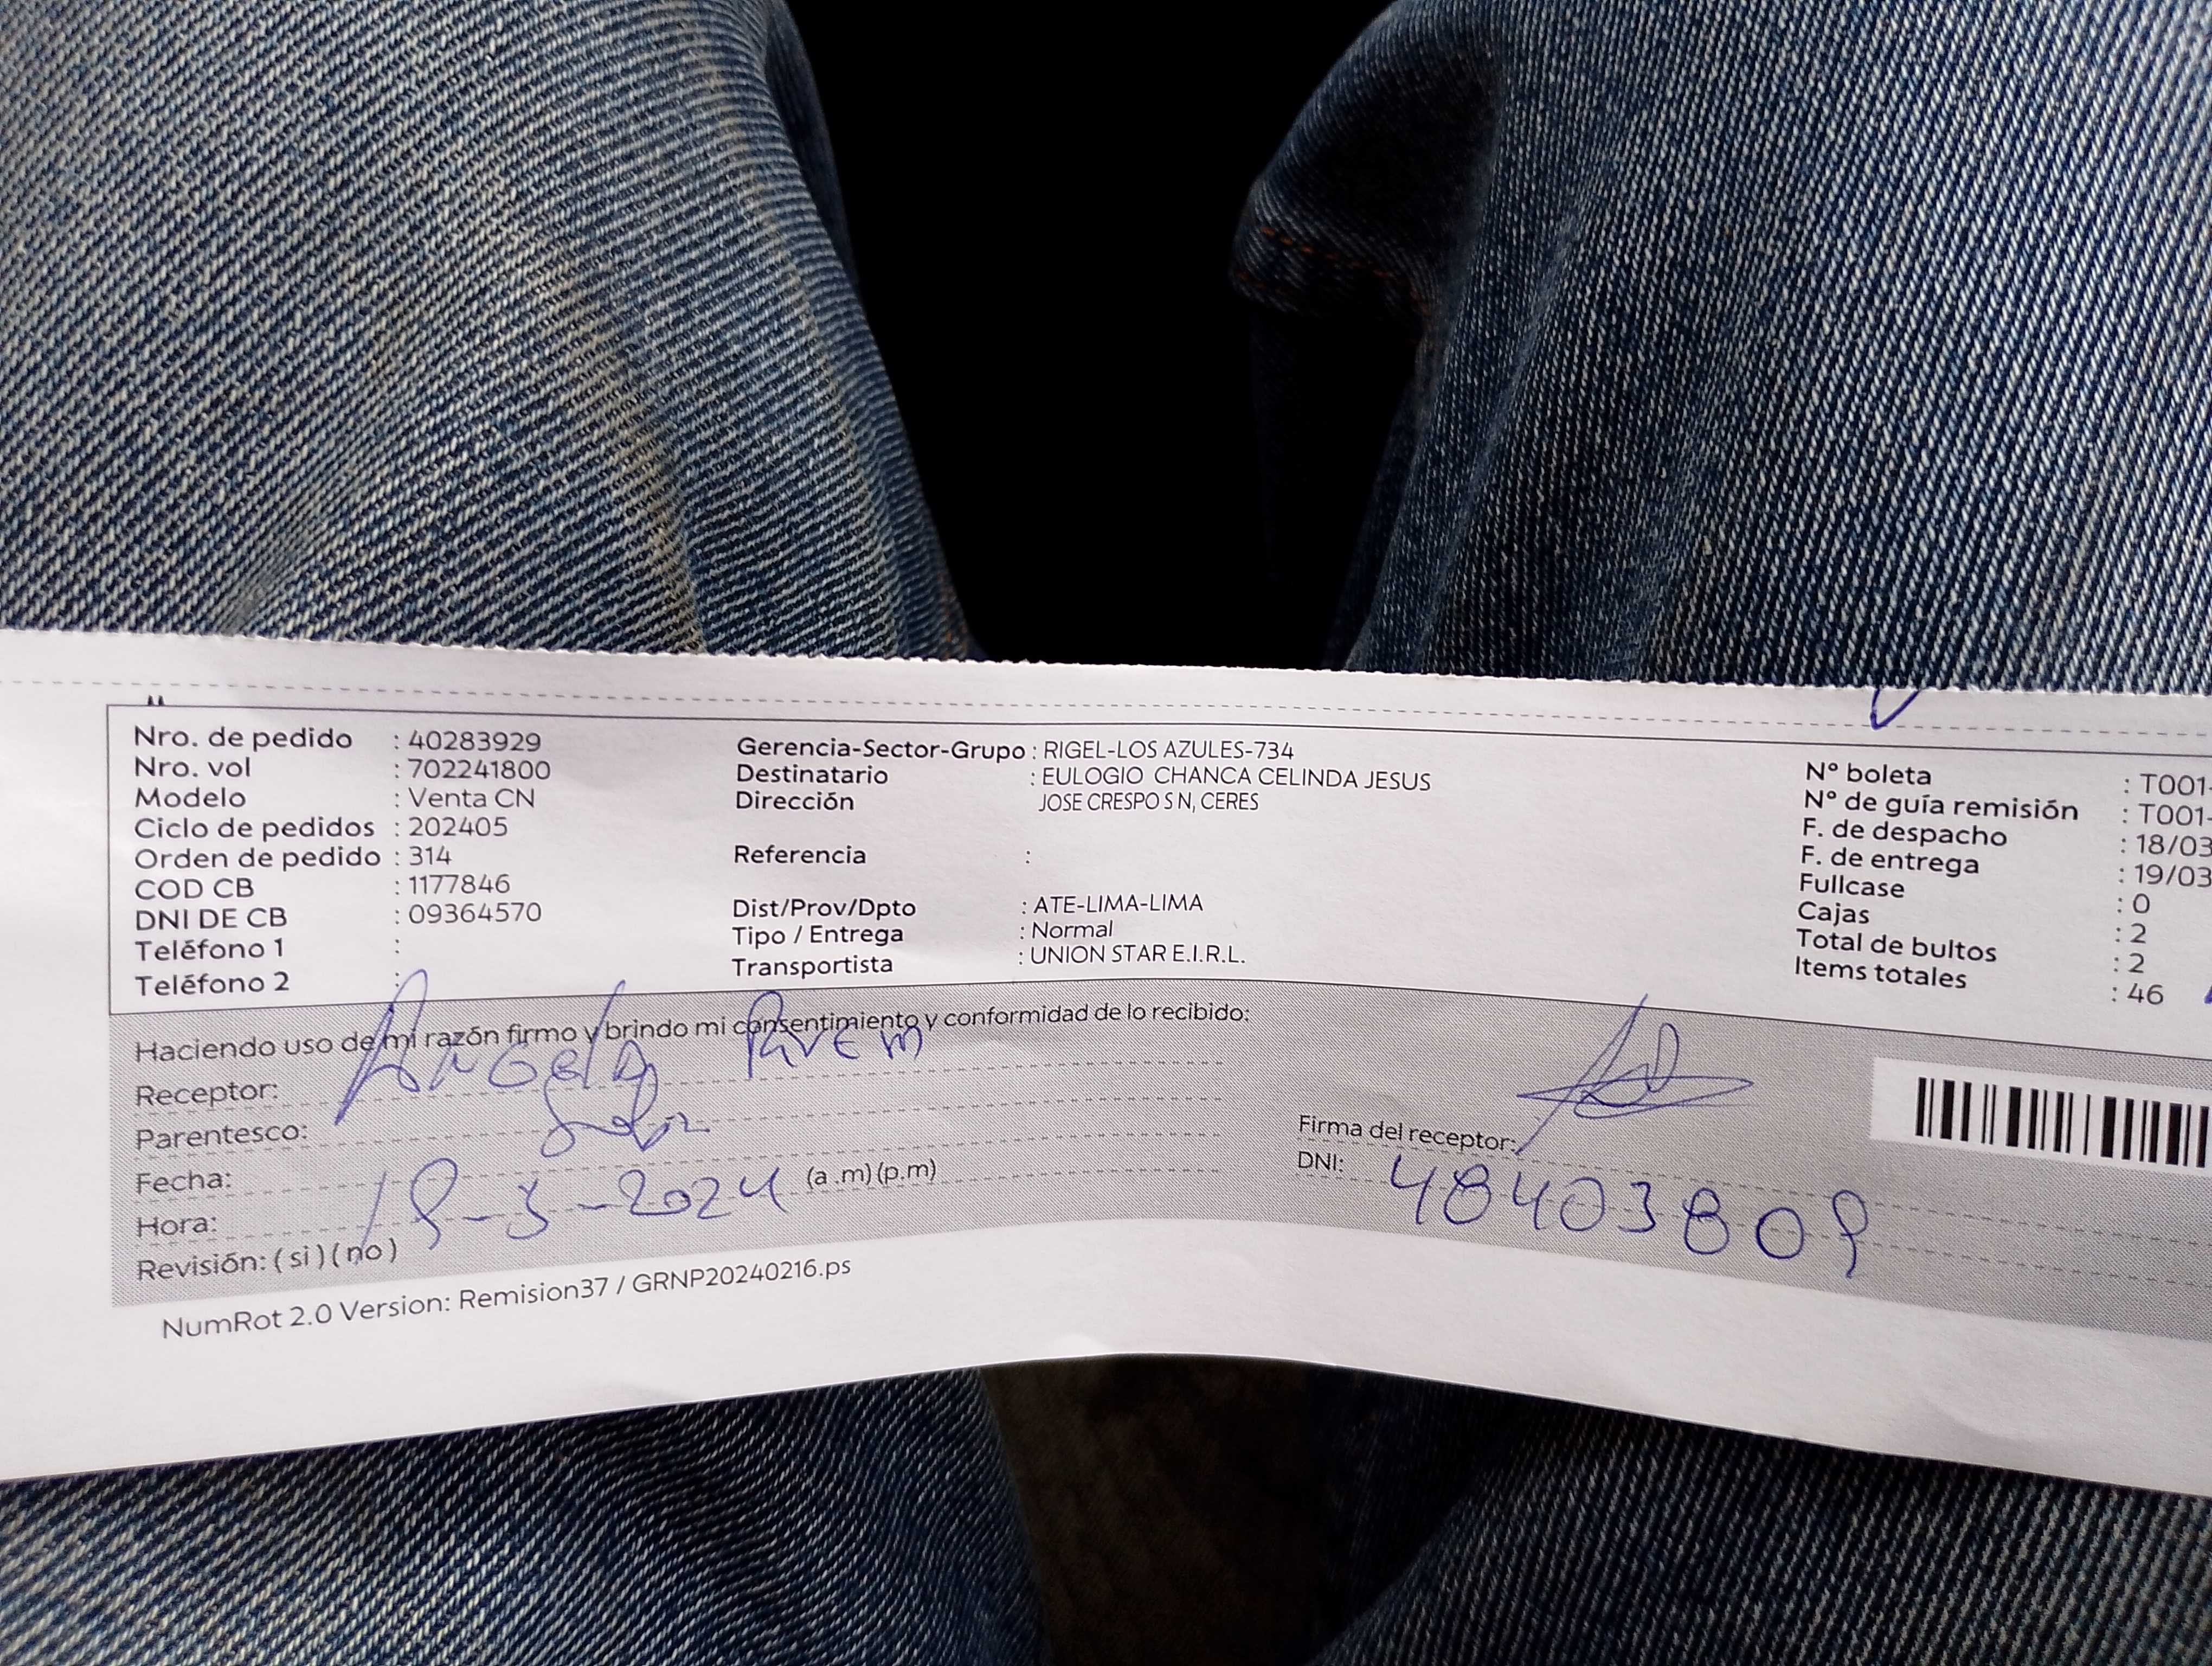 Nro. de pedido : 40283929
Nro. vol : 702241800
Modelo : Venta CN
Ciclo de pedidos : 202405
Orden de pedido : 314
COD CB : 1177846
DNI DE CB : 09364570
Teléfono 1 :
Teléfono 2 :
Gerencia-Sector-Grupo : RIGEL-LOS AZULES-734
Destinatario : EULOGIO CHANCA CELINDA JESUS
Dirección JOSE CRESPO S N, CERES
Referencia :
Dist/Prov/Dpto : ATE-LIMA-LIMA
Tipo / Entrega : Normal
Transportista : UNION STAR E.I.R.L.
N° boleta : T001-
N° de guía remisión : T001-
F. de despacho : 18/03
F. de entrega : 19/03
Fullcase : 0
Cajas : 2
Total de bultos : 2
Items totales : 46
Haciendo uso de mi razón firmo y brindo mi consentimiento y conformidad de lo recibido:
Receptor: Angela
Parentesco:
Fecha:
Hora: 19-3-2024 (a.m) (p.m)
Revisión: ( si ) ( no )
Firma del receptor:
DNI: 48403809
NumRot 2.0 Version: Remision37 / GRNP20240216.ps